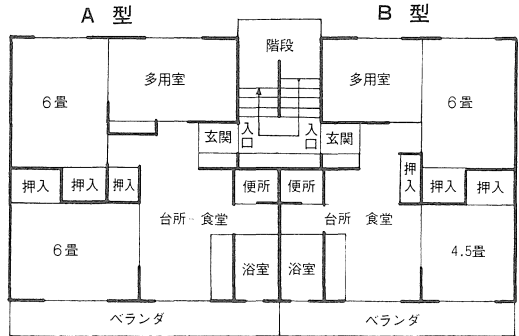 A 型
B 型
階段
6畳
多用室
多用室
6畳
玄関
入口
入口
玄関
押入
押入
押入
便所
便所
押入
押入
押入
台所 食堂
台所 食堂
6畳
浴室
浴室
4.5畳
ベランダ
ベランダ